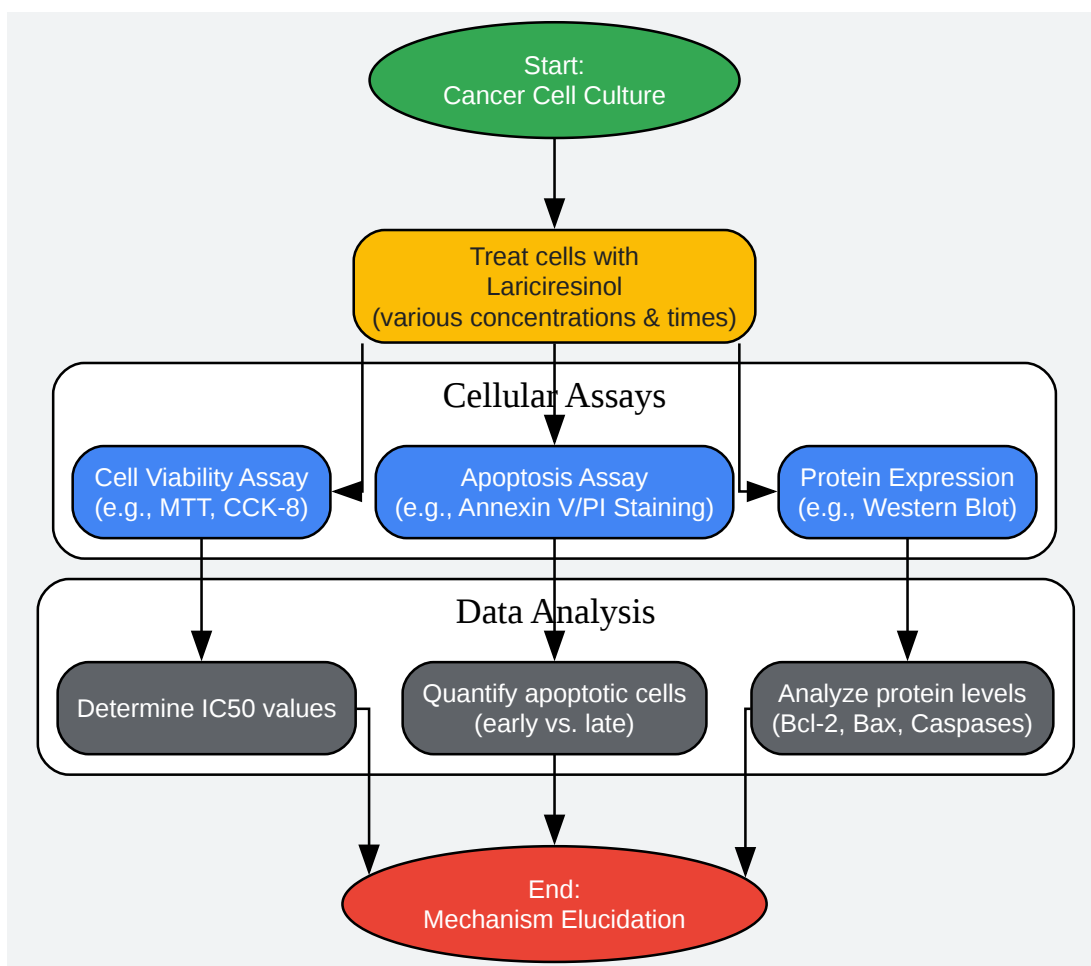 Start:
Cancer Cell Culture
Treat cells with
Lariciresinol
(various concentrations & times)
Cellular Assays
Cell Viability Assay
(e.g., MTT, CCK-8)
Apoptosis Assay
(e.g., Annexin V/PI Staining)
Protein Expression
(e.g., Western Blot)
Data Analysis
Determine IC50 values
Quantify apoptotic cells
(early vs. late)
Analyze protein levels
(Bcl-2, Bax, Caspases)
End:
Mechanism Elucidation